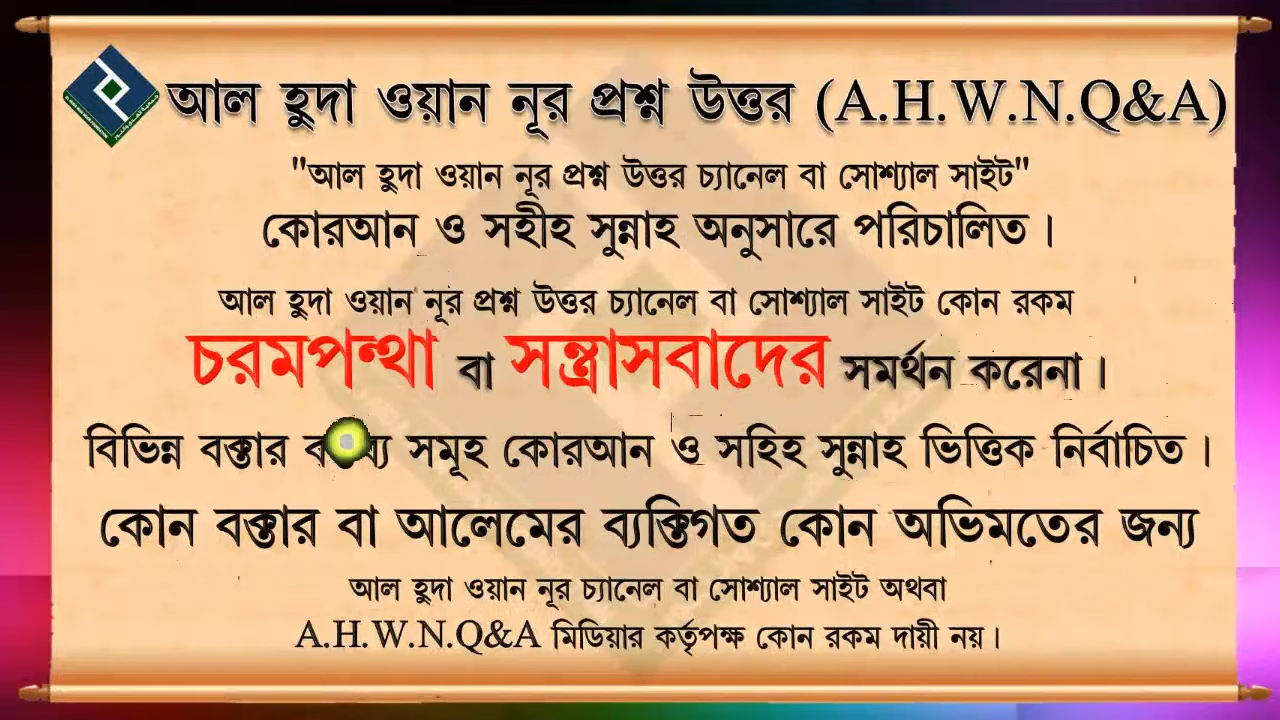 আল হুদা ওয়ান নূর প্রশ্ন উত্তর (A.H.W.N.Q&A)
"আল হুদা ওয়ান নূর প্রশ্ন উত্তর চ্যানেল বা সোশ্যাল সাইট"
কোরআন ও সহীহ সুন্নাহ অনুসারে পরিচালিত।
আল হুদা ওয়ান নূর প্রশ্ন উত্তর চ্যানেল বা সোশ্যাল সাইট কোন রকম
চরমপন্থা বা সন্ত্রাসবাদের সমর্থন করেনা।
বিভিন্ন বক্তার সমূহ কোরআন ও সহিহ সুন্নাহ ভিত্তিক নির্বাচিত।
কোন বক্তার বা আলেমের ব্যক্তিগত কোন অভিমতের জন্য
আল হুদা ওয়ান নূর চ্যানেল বা সোশ্যাল সাইট অথবা
A.H.W.N.Q&A মিডিয়ার কর্তৃপক্ষ কোন রকম দায়ী নয়।